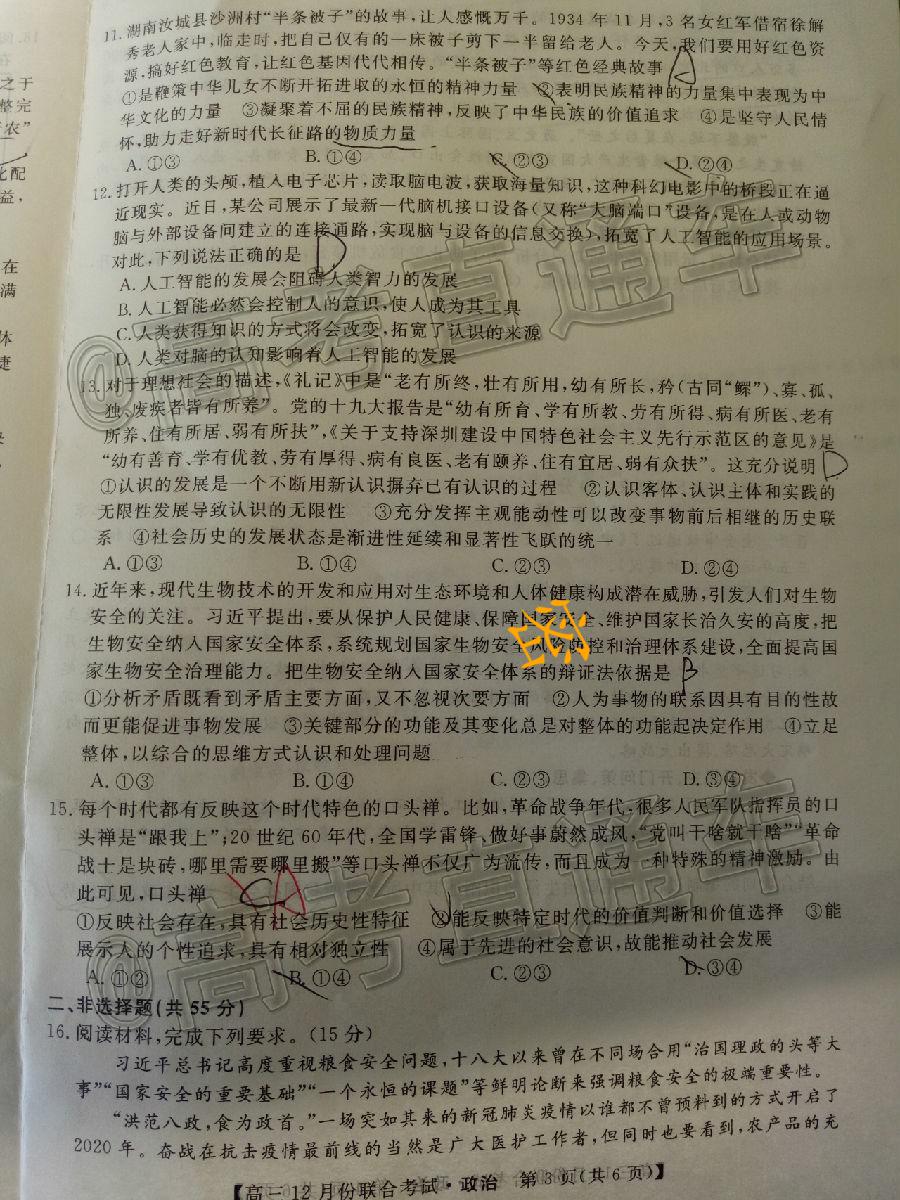 11. 湖南汝城县沙洲村“半条被子”的故事，让人感慨万千。1934 年 11 月，3 名女红军借宿徐解
秀老人家中，临走时，把自己仅有的一床被子剪下一半留给老人。今天，我们要用好红色资
源，搞好红色教育，让红色基因代代相传。“半条被子”等红色经典故事 A
①是鞭策中华儿女不断开拓进取的永恒的精神力量 ②表明民族精神的力量集中表现为中
华文化的力量 ③凝聚着不屈的民族精神，反映了中华民族的价值追求 ④是坚守人民情
怀，助力走好新时代长征路的物质力量
A. ①③ B. ①④ C. ②③ D. ②④
12. 打开人类的头颅，植入电子芯片，读取脑电波，获取海量知识，这种科幻电影中的桥段正在逼
近现实。近日，某公司展示了最新一代脑机接口设备（又称“大脑端口”设备，是在人或动物
脑与外部设备间建立的连接通路，实现脑与设备的信息交换），拓宽了人工智能的应用场景。
对此，下列说法正确的是 D
A. 人工智能的发展会阻碍人类智力的发展
B. 人工智能必然会控制人的意识，使人成为其工具
C. 人类获得知识的方式将会改变，拓宽了认识的来源
D. 人类对脑的认知影响着人工智能的发展
13. 对于理想社会的描述，《礼记》中是“老有所终，壮有所用，幼有所长，矜（古同“鳏”）、寡、孤、
独、废疾者皆有所养”。党的十九大报告是“幼有所育、学有所教、劳有所得、病有所医、老有
所养、住有所居、弱有所扶”，《关于支持深圳建设中国特色社会主义先行示范区的意见》是
“幼有善育、学有优教、劳有厚得、病有良医、老有颐养、住有宜居、弱有众扶”。这充分说明 D
①认识的发展是一个不断用新认识摒弃已有认识的过程 ②认识客体、认识主体和实践的
无限性发展导致认识的无限性 ③充分发挥主观能动性可以改变事物前后相继的历史联
系 ④社会历史的发展状态是渐进性延续和显著性飞跃的统一
A. ①③ B. ①④ C. ②③ D. ②④
14. 近年来，现代生物技术的开发和应用对生态环境和人体健康构成潜在威胁，引发人们对生物
安全的关注。习近平提出，要从保护人民健康、保障国家安全、维护国家长治久安的高度，把
生物安全纳入国家安全体系，系统规划国家生物安全风险防控和治理体系建设，全面提高国
家生物安全治理能力。把生物安全纳入国家安全体系的辩证法依据是 B
①分析矛盾既看到矛盾主要方面，又不忽视次要方面 ②人为事物的联系因具有目的性故
而更能促进事物发展 ③关键部分的功能及其变化总是对整体的功能起决定作用 ④立足
整体，以综合的思维方式认识和处理问题
A. ①③ B. ①④ C. ②③ D. ③④
15. 每个时代都有反映这个时代特色的口头禅。比如，革命战争年代，很多人民军队指挥员的口
头禅是“跟我上”；20 世纪 60 年代，全国学雷锋、做好事蔚然成风，“党叫干啥就干啥”“革命
战士是块砖，哪里需要哪里搬”等口头禅不仅广为流传，而且成为一种特殊的精神激励。由
此可见，口头禅 C A
①反映社会存在，具有社会历史性特征 ②能反映特定时代的价值判断和价值选择 ③能
展示人的个性追求，具有相对独立性 ④属于先进的社会意识，故能推动社会发展
A. ①② B. ①④ C. ②③ D. ③④
二、非选择题（共 55 分）
16. 阅读材料，完成下列要求。（15 分）
习近平总书记高度重视粮食安全问题，十八大以来曾在不同场合用“治国理政的头等大
事”“国家安全的重要基础”“一个永恒的课题”等鲜明论断来强调粮食安全的极端重要性。
“洪范八政，食为政首。”一场突如其来的新冠肺炎疫情以谁都不曾预料到的方式开启了
2020 年。奋战在抗击疫情最前线的当然是广大医护工作者，但同时也要看到，农产品的充
【高三 12 月份联合考试·政治 第 3 页（共 6 页）】
@高考直通车
@高考直通车
之于
整完
农”
配
益，
在
满
体
捷